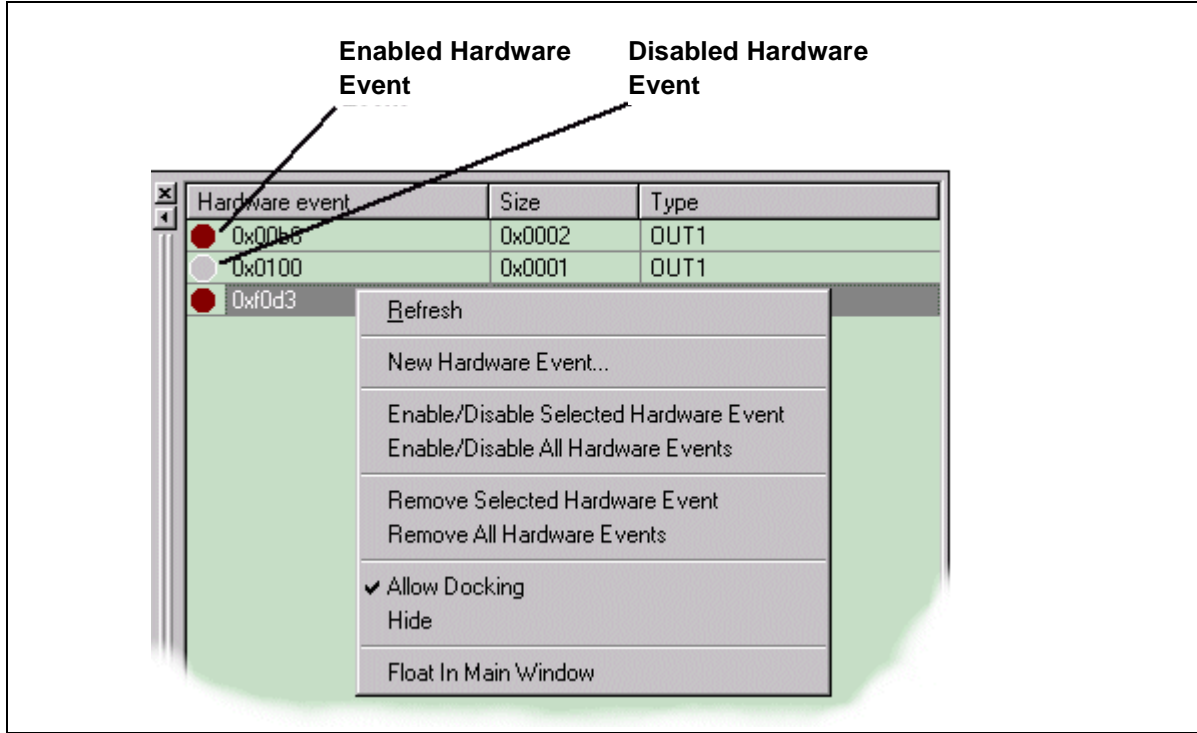 Enabled Hardware Event
Disabled Hardware Event
Hardware event Size Type
0x00b6 0x0002 OUT1
0x0100 0x0001 OUT1
0xf0d3
Refresh
New Hardware Event...
Enable/Disable Selected Hardware Event
Enable/Disable All Hardware Events
Remove Selected Hardware Event
Remove All Hardware Events
Allow Docking
Hide
Float In Main Window